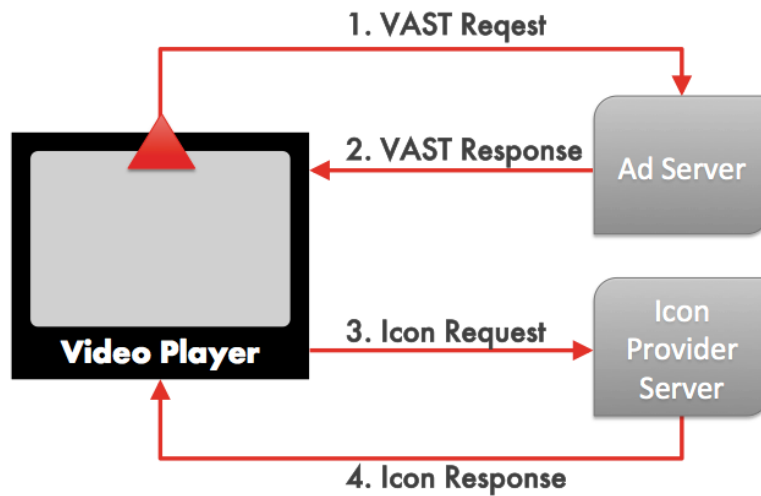 1. VAST Reqest
2. VAST Response
Ad Server
Video Player
3. Icon Request
Icon
Provider
Server
4. Icon Response